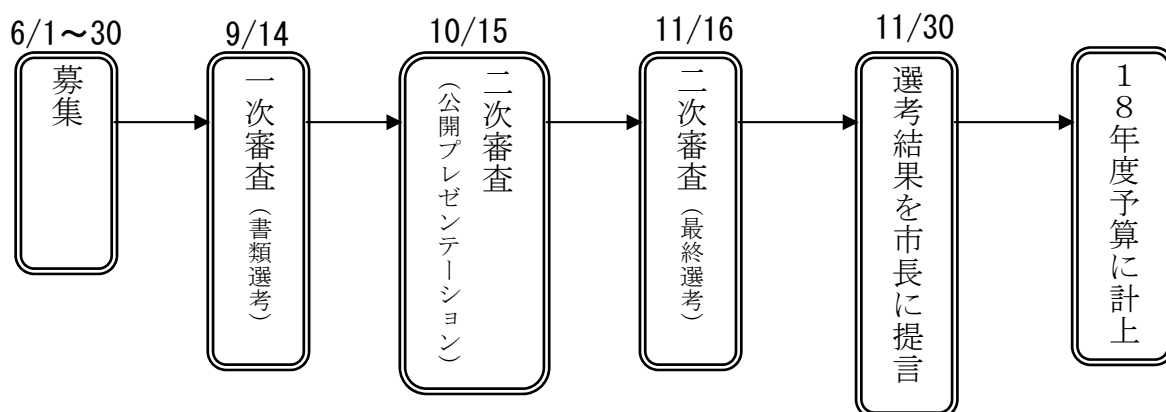 6/1～30
募集
9/14
一次審査（書類選考）
10/15
二次審査
（公開プレゼンテーション）
11/16
二次審査（最終選考）
11/30
選考結果を市長に提言
１８年度予算に計上